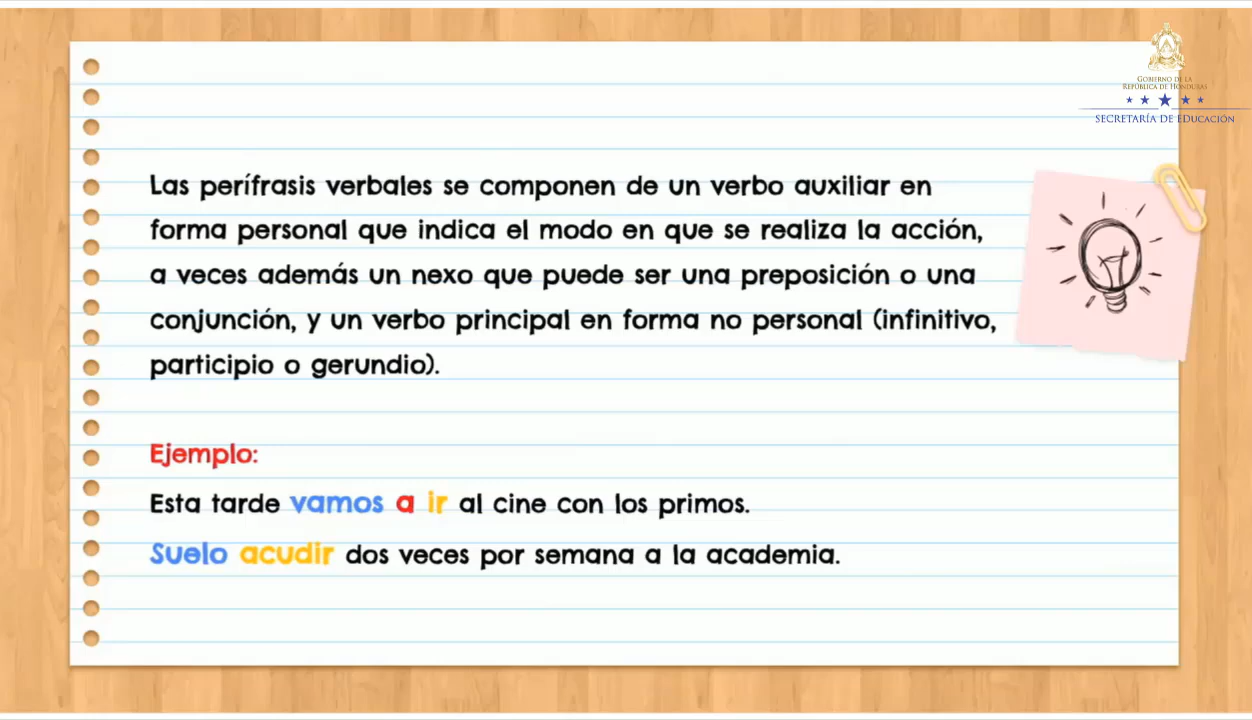 GOBIERNO DE LA
REPÚBLICA DE HONDURAS
SECRETARÍA DE EDUCACIÓN
Las perífrasis verbales se componen de un verbo auxiliar en
forma personal que indica el modo en que se realiza la acción,
a veces además un nexo que puede ser una preposición o una
conjunción, y un verbo principal en forma no personal (infinitivo,
participio o gerundio).
Ejemplo:
Esta tarde vamos a ir al cine con los primos.
Suelo acudir dos veces por semana a la academia.